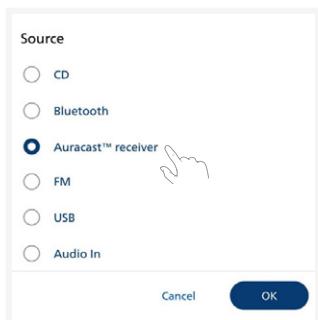 Source
CD
Bluetooth
Auracast™ receiver
FM
USB
Audio In
Cancel OK